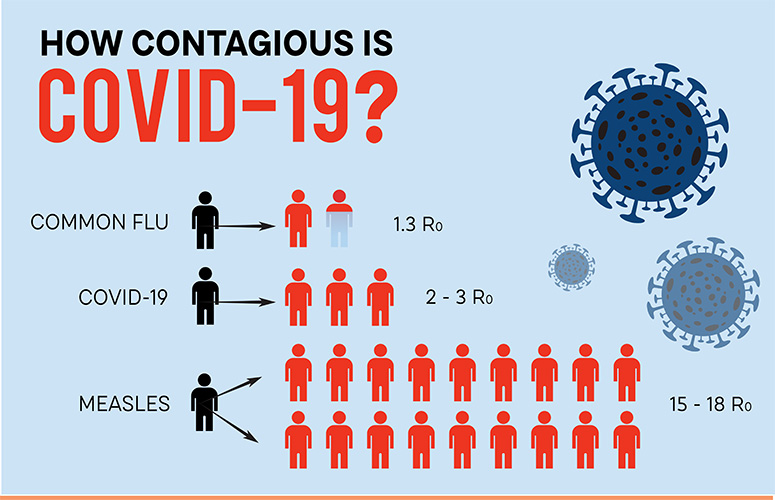 HOW CONTAGIOUS IS
COVID-19?
COMMON FLU 1.3 R0
COVID-19 2 - 3 R0
MEASLES 15 - 18 R0